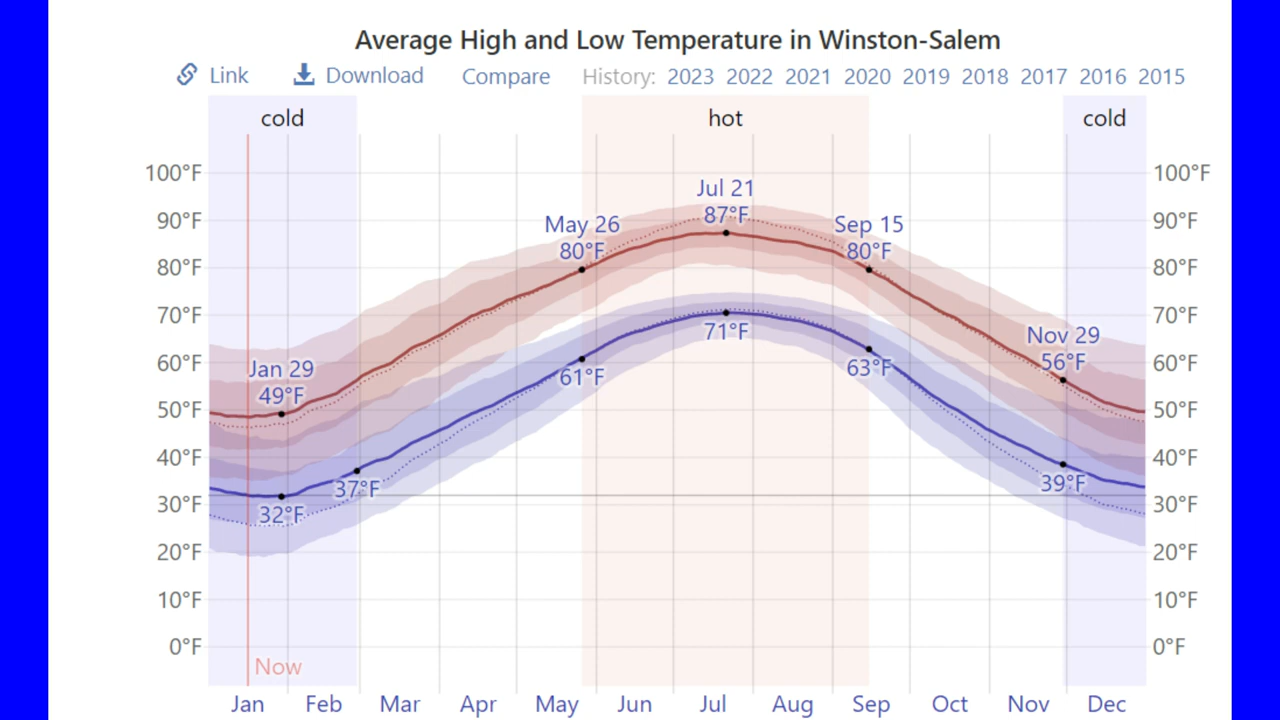 Average High and Low Temperature in Winston-Salem
Link Download Compare History: 2023 2022 2021 2020 2019 2018 2017 2016 2015
cold hot cold
100°F 100°F
Jul 21
87°F
90°F 90°F
May 26 Sep 15
80°F 80°F
80°F 80°F
70°F 70°F
71°F
Nov 29
56°F
60°F 60°F
Jan 29
49°F
61°F 63°F
50°F 50°F
40°F 40°F
37°F 39°F
30°F 30°F
32°F
20°F 20°F
10°F 10°F
0°F 0°F
Now
Jan Feb Mar Apr May Jun Jul Aug Sep Oct Nov Dec